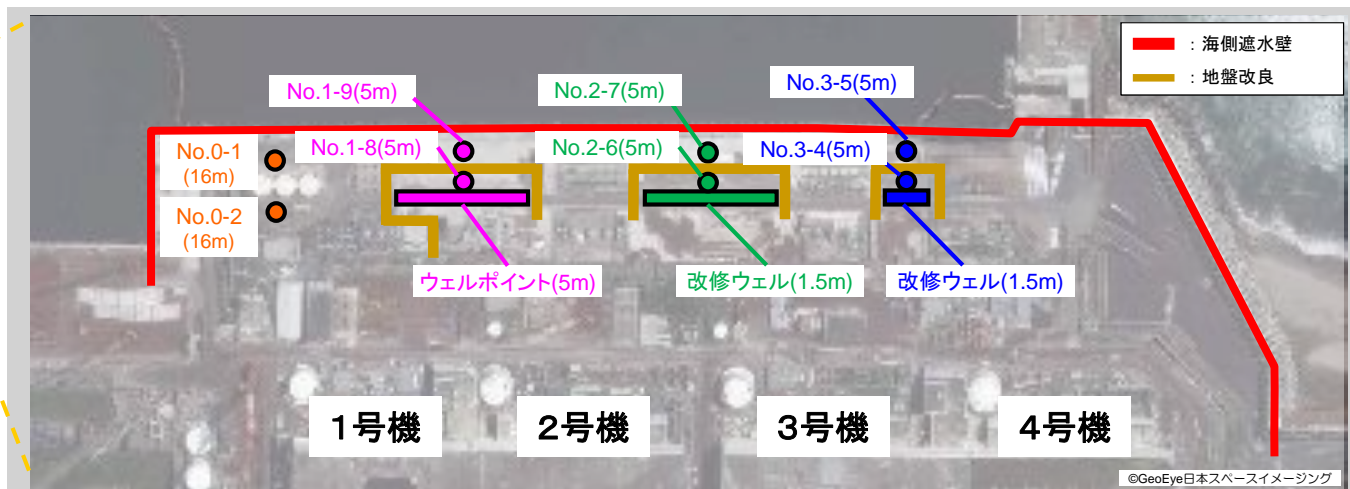 ：海側遮水壁
：地盤改良
No.1-9(5m)
No.2-7(5m)
No.3-5(5m)
No.0-1
(16m)
No.1-8(5m)
No.2-6(5m)
No.3-4(5m)
No.0-2
(16m)
ウェルポイント(5m)
改修ウェル(1.5m)
改修ウェル(1.5m)
1号機
2号機
3号機
4号機
©GeoEye日本スペースイメージング